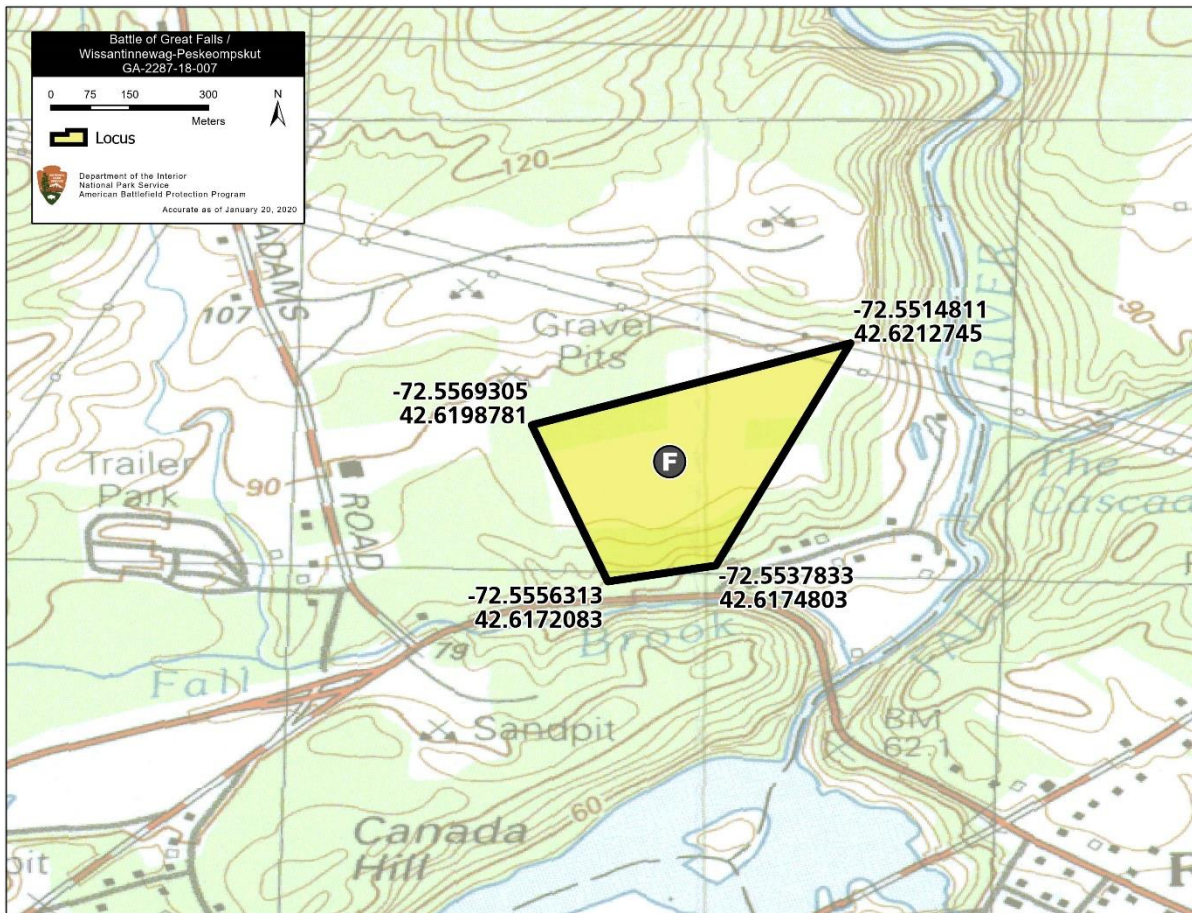 Battle of Great Falls /
Wissantinnewag-Peskeompskut
GA-2287-18-007
0 75 150 300
Meters
N
Locus
Department of the Interior
National Park Service
American Battlefield Protection Program
Accurate as of January 20, 2020
120
ADAMS
ROAD
107
Gravel
Pits
RIVER
90
-72.5514811
42.6212745
-72.5569305
42.6198781
F
Trailer
Park
90
The
-72.5537833
42.6174803
-72.5556313
42.6172083
Brook
79
Fall
FALL
Sandpit
BM
62.1
60
Canada
Hill